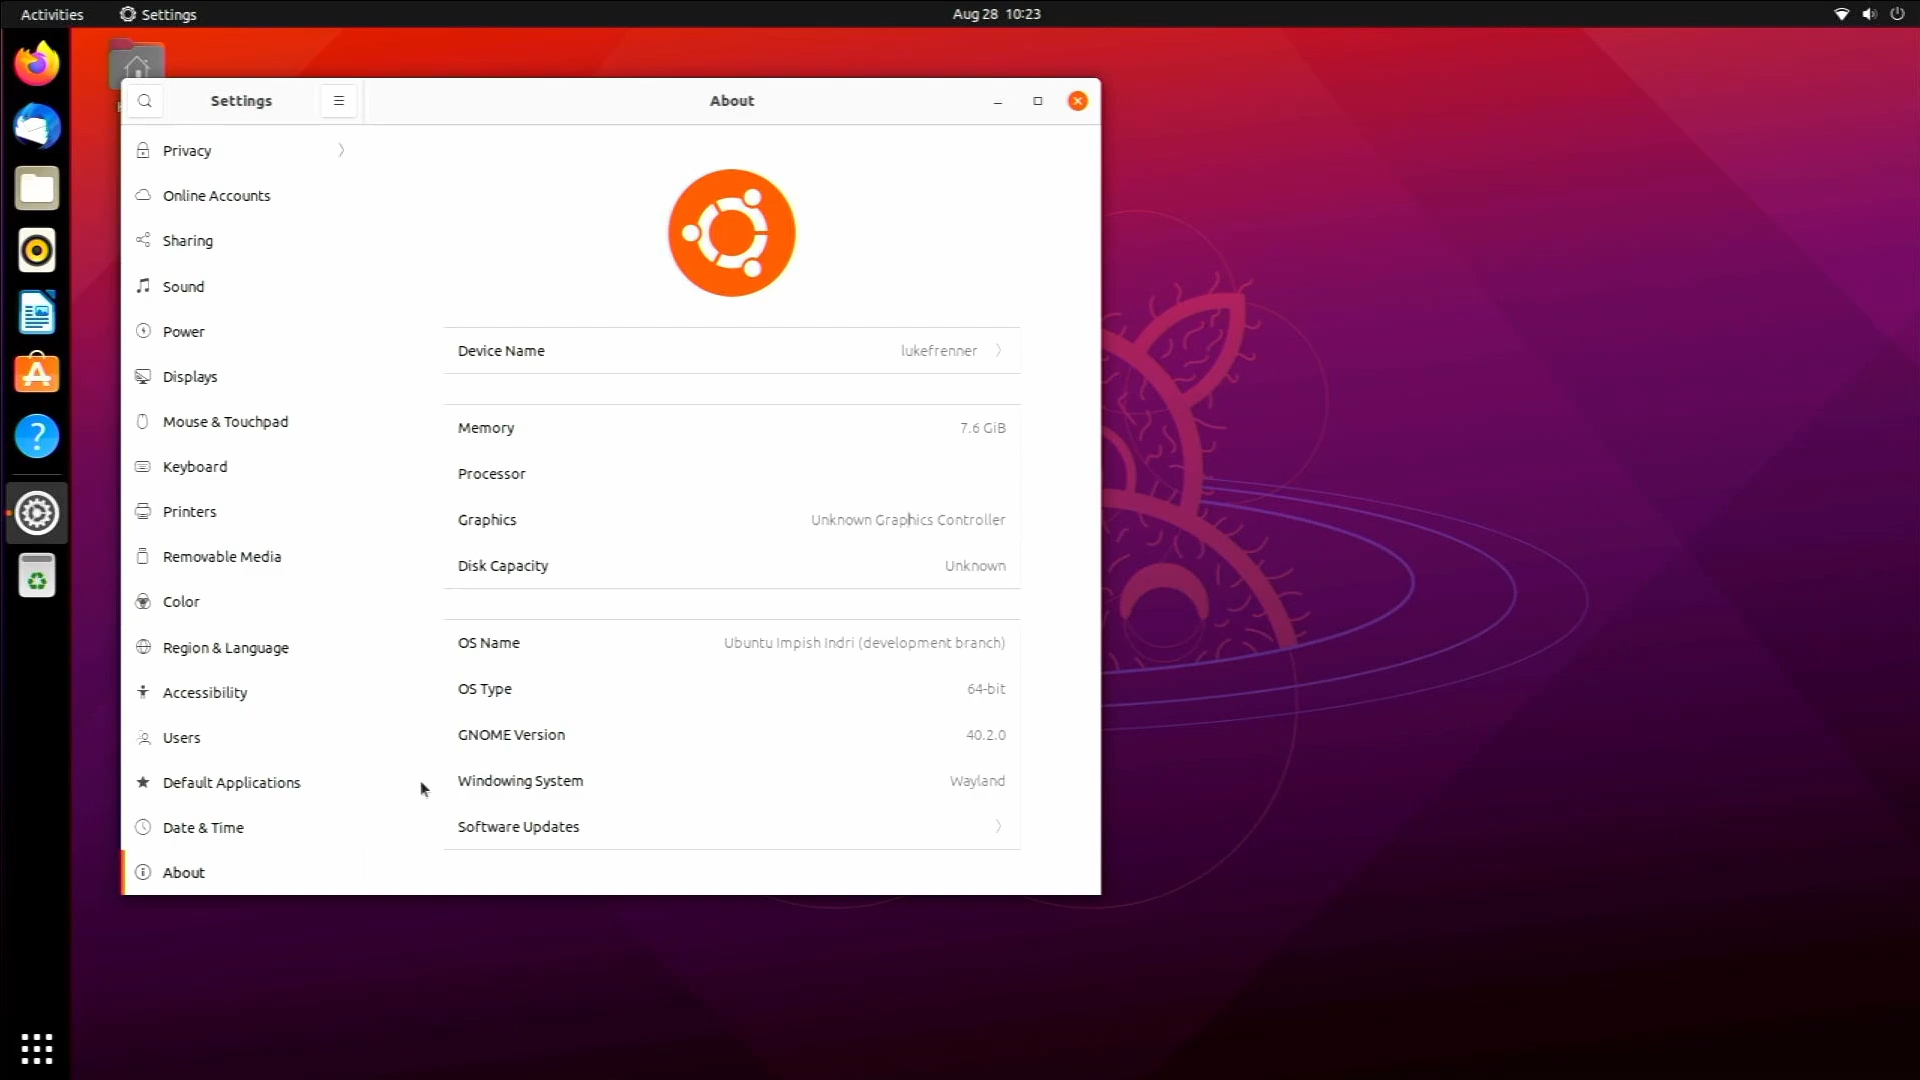 Activities Settings Aug 28 10:23
Settings About
Privacy
Online Accounts
Sharing
Sound
Power
Displays
Mouse & Touchpad
Keyboard
Printers
Removable Media
Color
Region & Language
Accessibility
Users
Default Applications
Date & Time
About
Device Name lukefrenner
Memory 7.6 GiB
Processor
Graphics Unknown Graphics Controller
Disk Capacity Unknown
OS Name Ubuntu Impish Indri (development branch)
OS Type 64-bit
GNOME Version 40.2.0
Windowing System Wayland
Software Updates